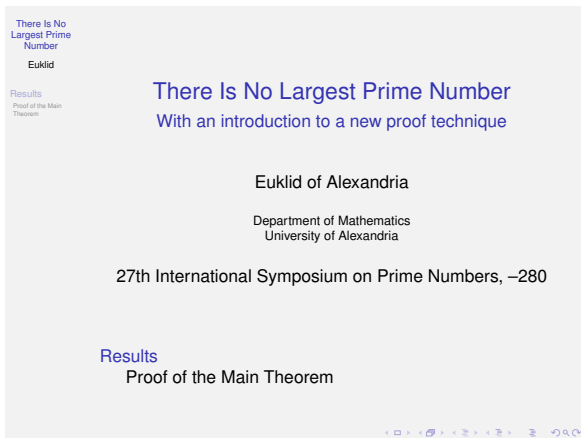 There Is No
Largest Prime
Number
Euklid
Results
Proof of the Main
Theorem
There Is No Largest Prime Number
With an introduction to a new proof technique
Euklid of Alexandria
Department of Mathematics
University of Alexandria
27th International Symposium on Prime Numbers, –280
Results
Proof of the Main Theorem